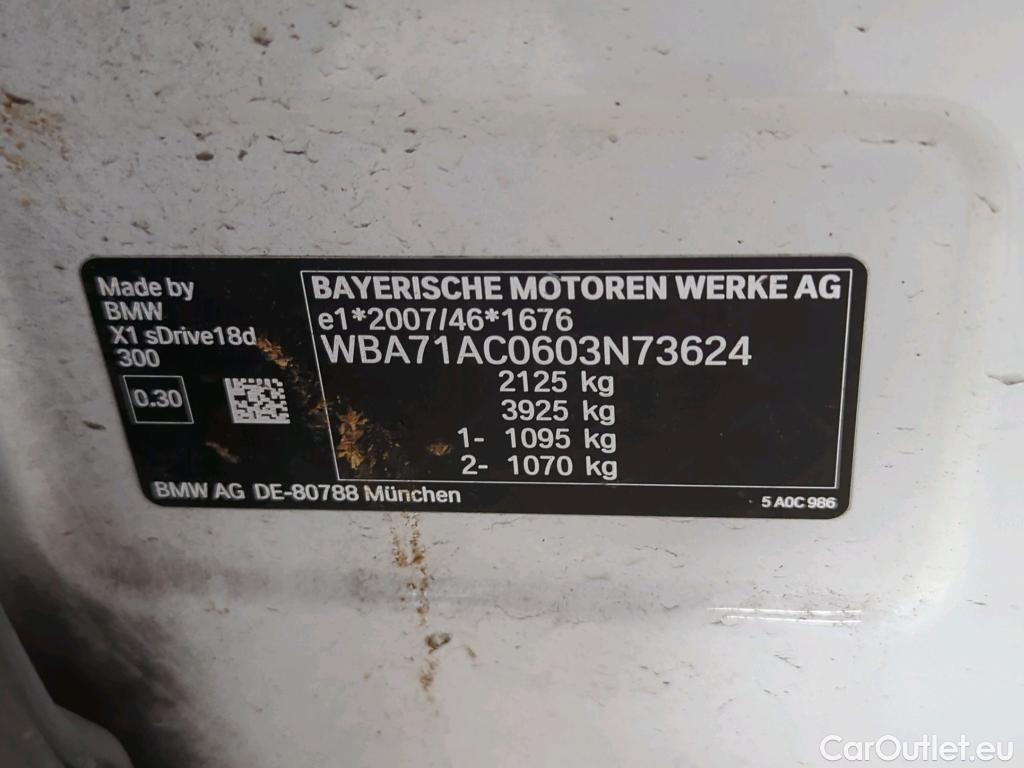 Made by
BMW
X1 sDrive18d
300
0.30
BAYERISCHE MOTOREN WERKE AG
e1*2007/46*1676
WBA71AC0603N73624
2125 kg
3925 kg
1- 1095 kg
2- 1070 kg
BMW AG DE-80788 München
5 A0C 986
CarOutlet.eu